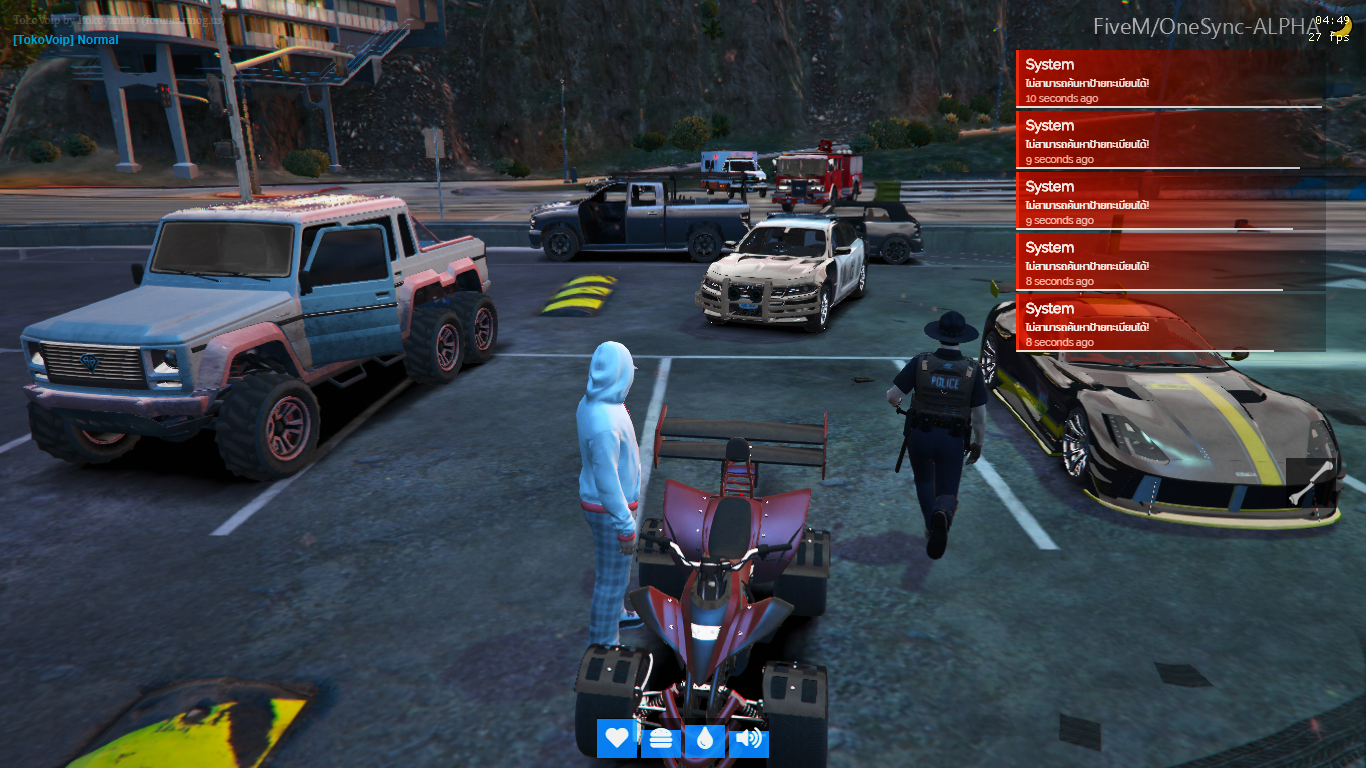 TokoVoip by Itokoyamato (forums.rmog.us)
[TokoVoip] Normal
FiveM/OneSync-ALPHA
04:49
27 fps
System
ไม่สามารถค้นหาป้ายทะเบียนได้!
10 seconds ago
System
ไม่สามารถค้นหาป้ายทะเบียนได้!
9 seconds ago
System
ไม่สามารถค้นหาป้ายทะเบียนได้!
9 seconds ago
System
ไม่สามารถค้นหาป้ายทะเบียนได้!
8 seconds ago
System
ไม่สามารถค้นหาป้ายทะเบียนได้!
8 seconds ago
POLICE